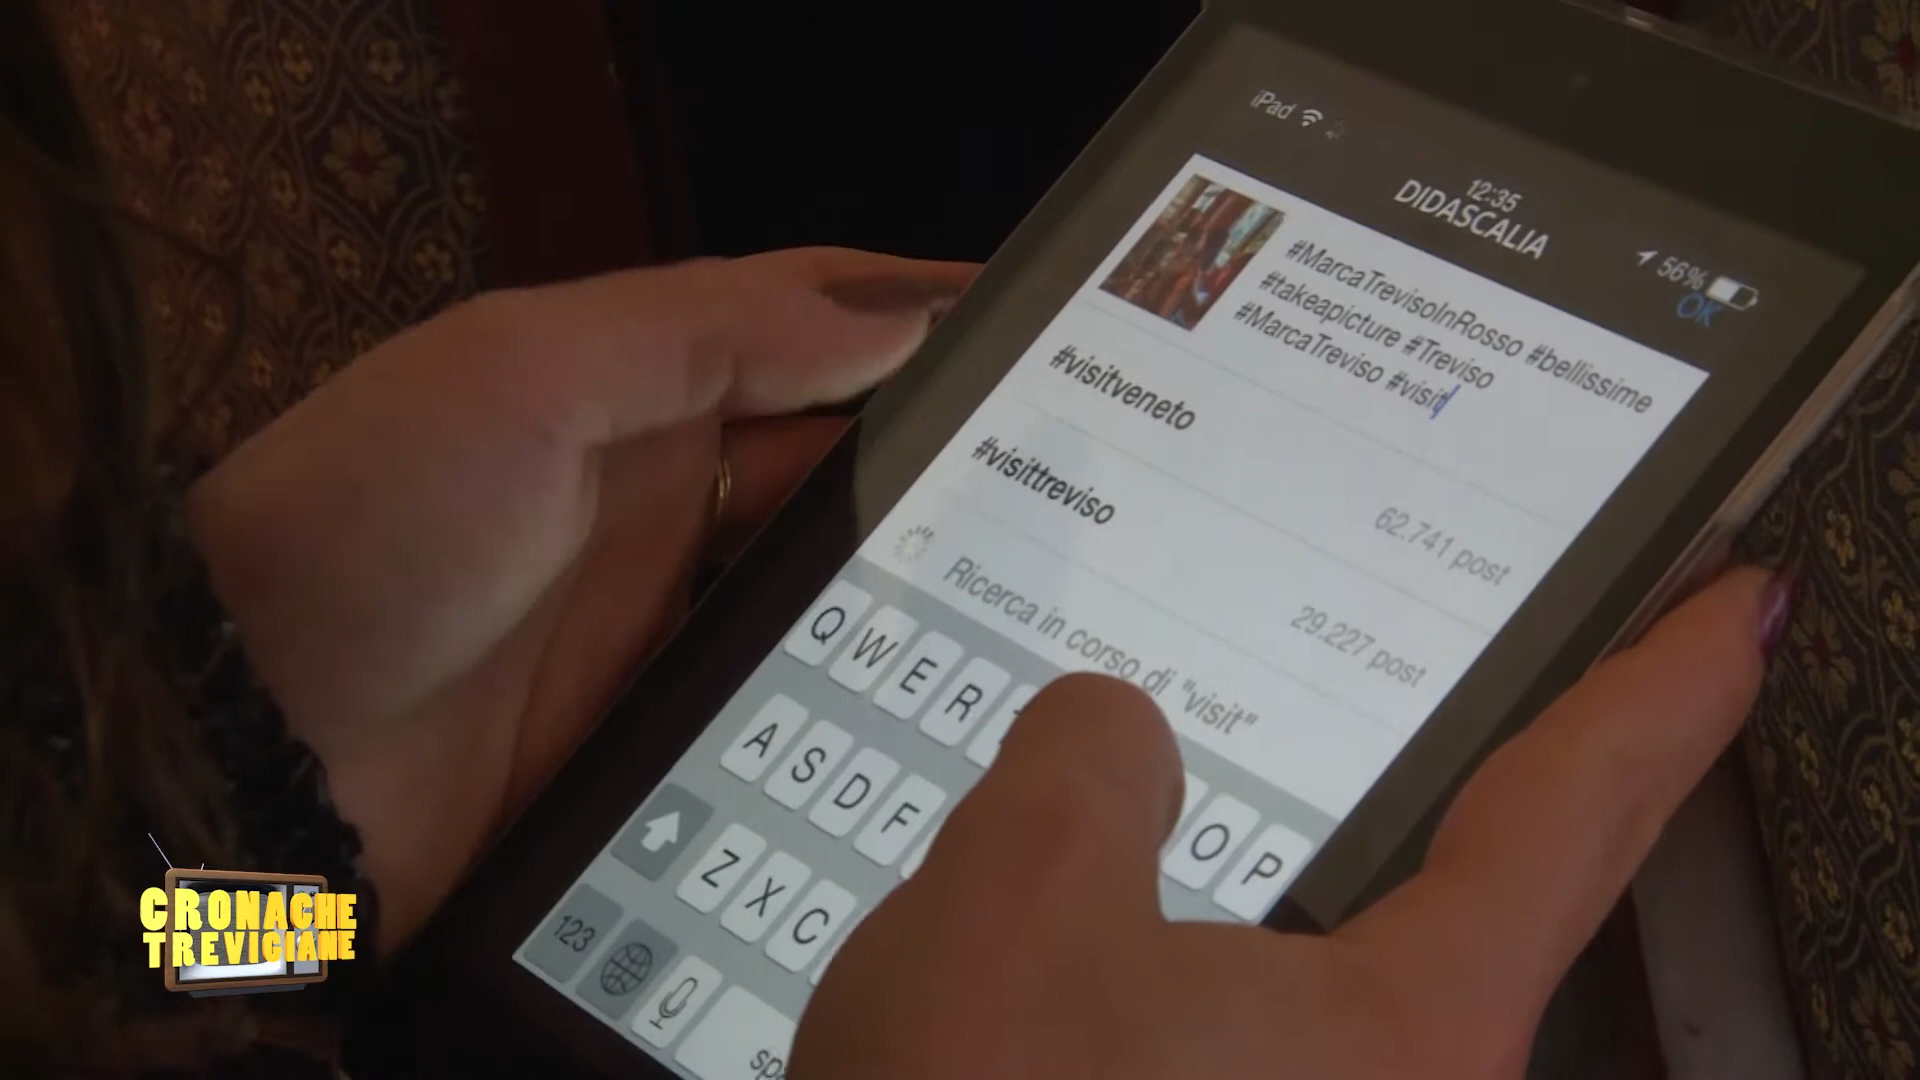 iPad
12:35
56%
DIDASCALIA
OK
#MarcaTrevisoInRosso #bellissime
#takeapicture #Treviso
#MarcaTreviso #visit
#visitveneto
62.741 post
#visittreviso
29.227 post
Ricerca in corso di "visit"
Q W E R O P
A S D F
Z X C
123
CRONACHE
TREVIGIANE